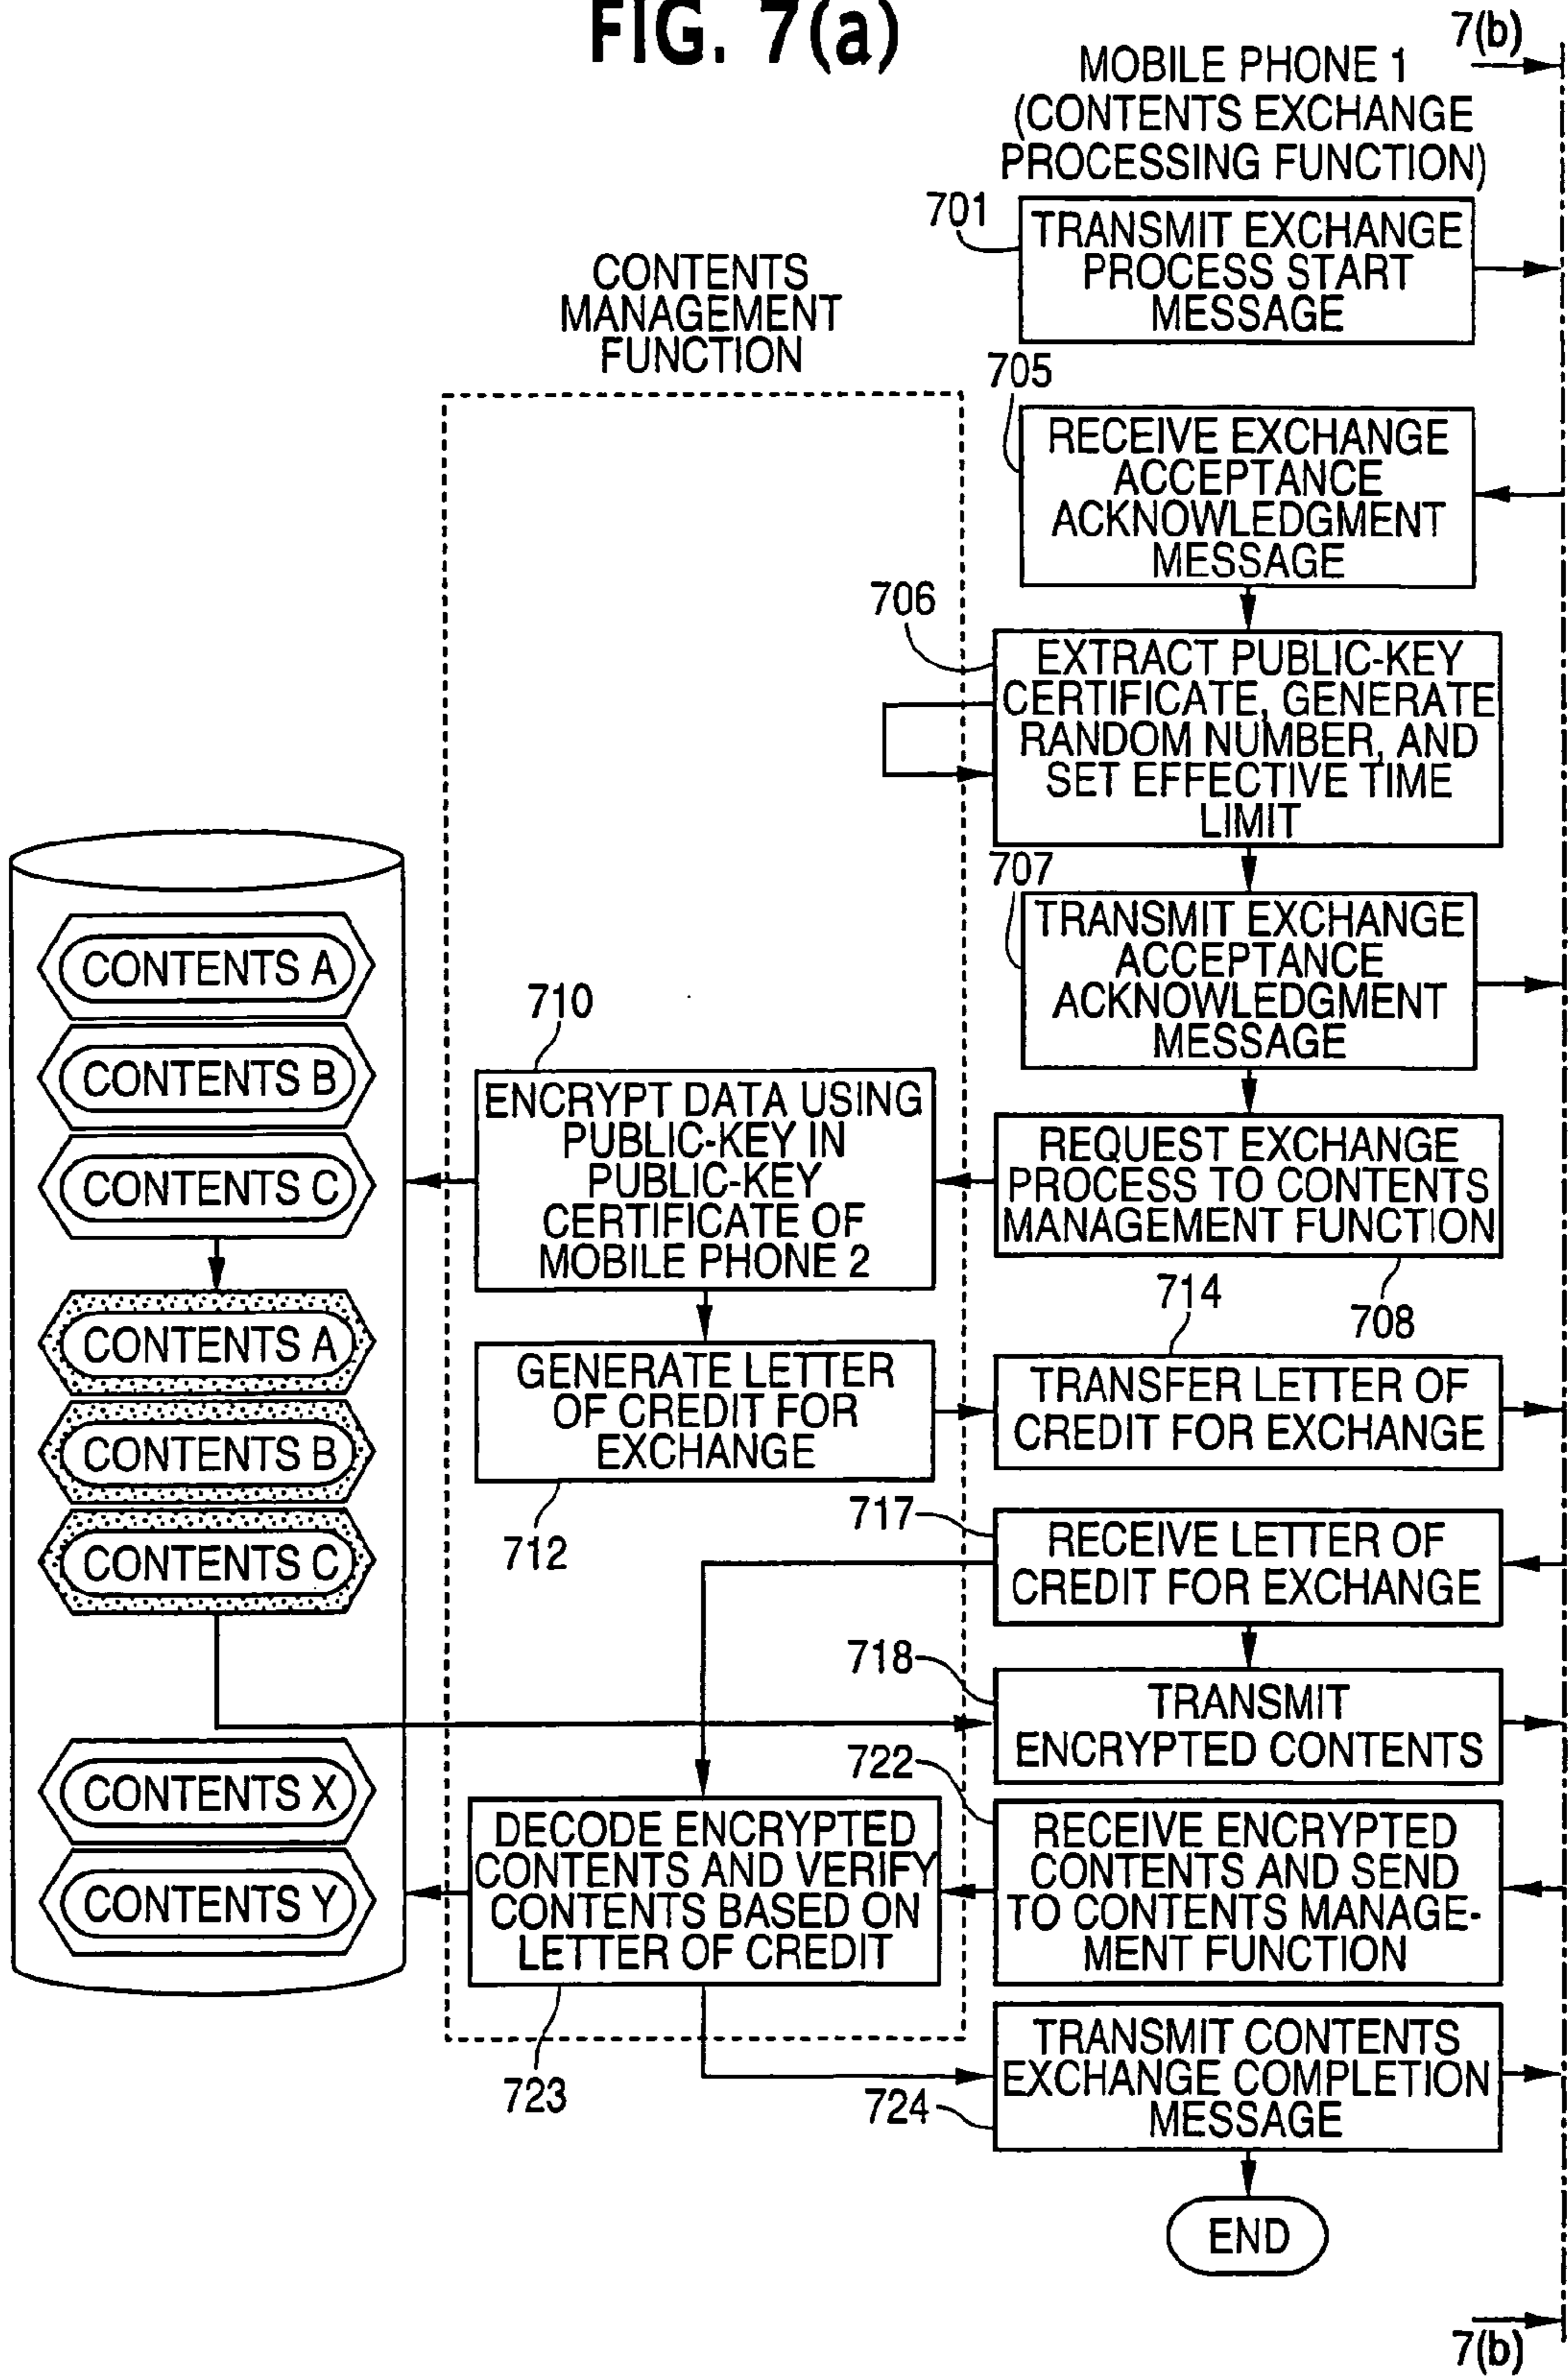 FIG. 7(a)
7(b)
MOBILE PHONE 1
(CONTENTS EXCHANGE
PROCESSING FUNCTION)
701
TRANSMIT EXCHANGE
PROCESS START
MESSAGE
CONTENTS
MANAGEMENT
FUNCTION
705
RECEIVE EXCHANGE
ACCEPTANCE
ACKNOWLEDGMENT
MESSAGE
706
EXTRACT PUBLIC-KEY
CERTIFICATE, GENERATE
RANDOM NUMBER, AND
SET EFFECTIVE TIME
LIMIT
707
TRANSMIT EXCHANGE
ACCEPTANCE
ACKNOWLEDGMENT
MESSAGE
CONTENTS A
CONTENTS B
CONTENTS C
710
ENCRYPT DATA USING
PUBLIC-KEY IN
PUBLIC-KEY
CERTIFICATE OF
MOBILE PHONE 2
REQUEST EXCHANGE
PROCESS TO CONTENTS
MANAGEMENT FUNCTION
708
714
CONTENTS A
CONTENTS B
CONTENTS C
GENERATE LETTER
OF CREDIT FOR
EXCHANGE
712
TRANSFER LETTER OF
CREDIT FOR EXCHANGE
717
RECEIVE LETTER OF
CREDIT FOR EXCHANGE
718
TRANSMIT
ENCRYPTED CONTENTS
722
CONTENTS X
CONTENTS Y
DECODE ENCRYPTED
CONTENTS AND VERIFY
CONTENTS BASED ON
LETTER OF CREDIT
723
RECEIVE ENCRYPTED
CONTENTS AND SEND
TO CONTENTS MANAGE-
MENT FUNCTION
724
TRANSMIT CONTENTS
EXCHANGE COMPLETION
MESSAGE
END
7(b)